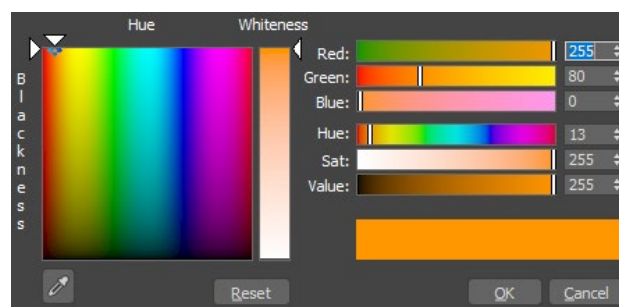 Hue
Whiteness
Blackness
Red: 255
Green: 80
Blue: 0
Hue: 13
Sat: 255
Value: 255
Reset
OK
Cancel